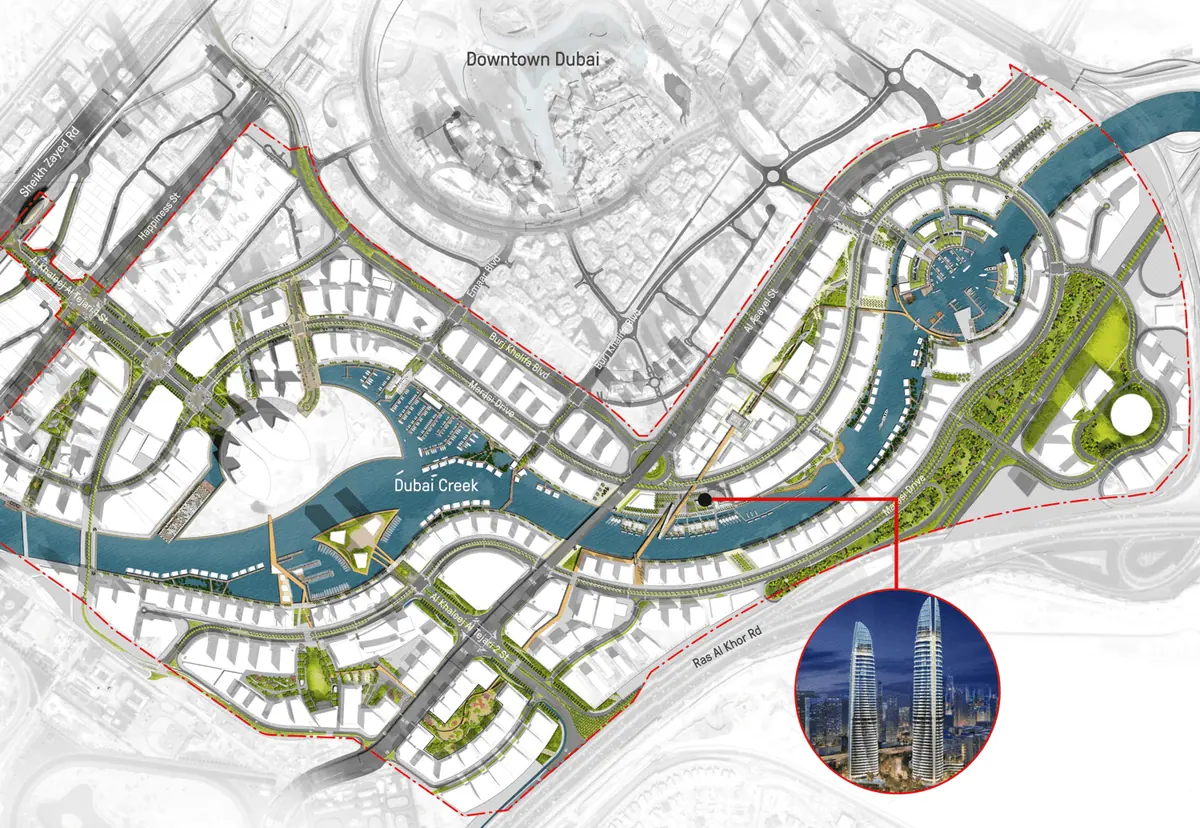 Downtown Dubai
Sheikh Zayed Rd
Happiness St
Al Khaleej Al Tejari 1 St
Emaar Blvd
Burj Khalifa Blvd
Al Asayel St
Burj Khalifa Blvd
Marasi Drive
Dubai Creek
Marasi Drive
Al Khaleej Al Tejari 2 St
Ras Al Khor Rd